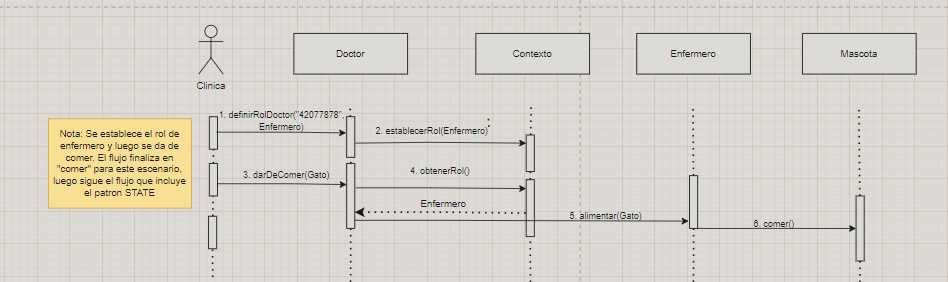 Clinica
Doctor
Contexto
Enfermero
Mascota
Nota: Se establece el rol de
enfermero y luego se da de
comer. El flujo finaliza en
"comer" para este escenario,
luego sigue el flujo que incluye
el patron STATE
1. definirRolDoctor("42077878",
Enfermero)
2. establecerRol(Enfermero)
3. darDeComer(Gato)
4. obtenerRol()
Enfermero
5. alimentar(Gato)
6. comer()